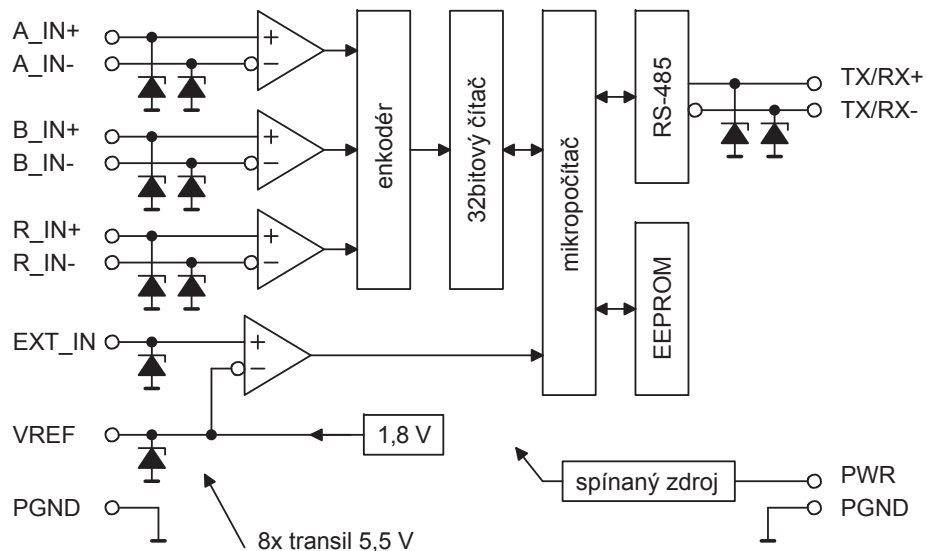 A_IN+
A_IN-
B_IN+
B_IN-
R_IN+
R_IN-
EXT_IN
VREF
PGND
+
−
+
−
+
−
+
−
enkodér
32bitový čítač
mikropočítač
RS-485
EEPROM
TX/RX+
TX/RX-
1,8 V
spínaný zdroj
PWR
PGND
8x transil 5,5 V